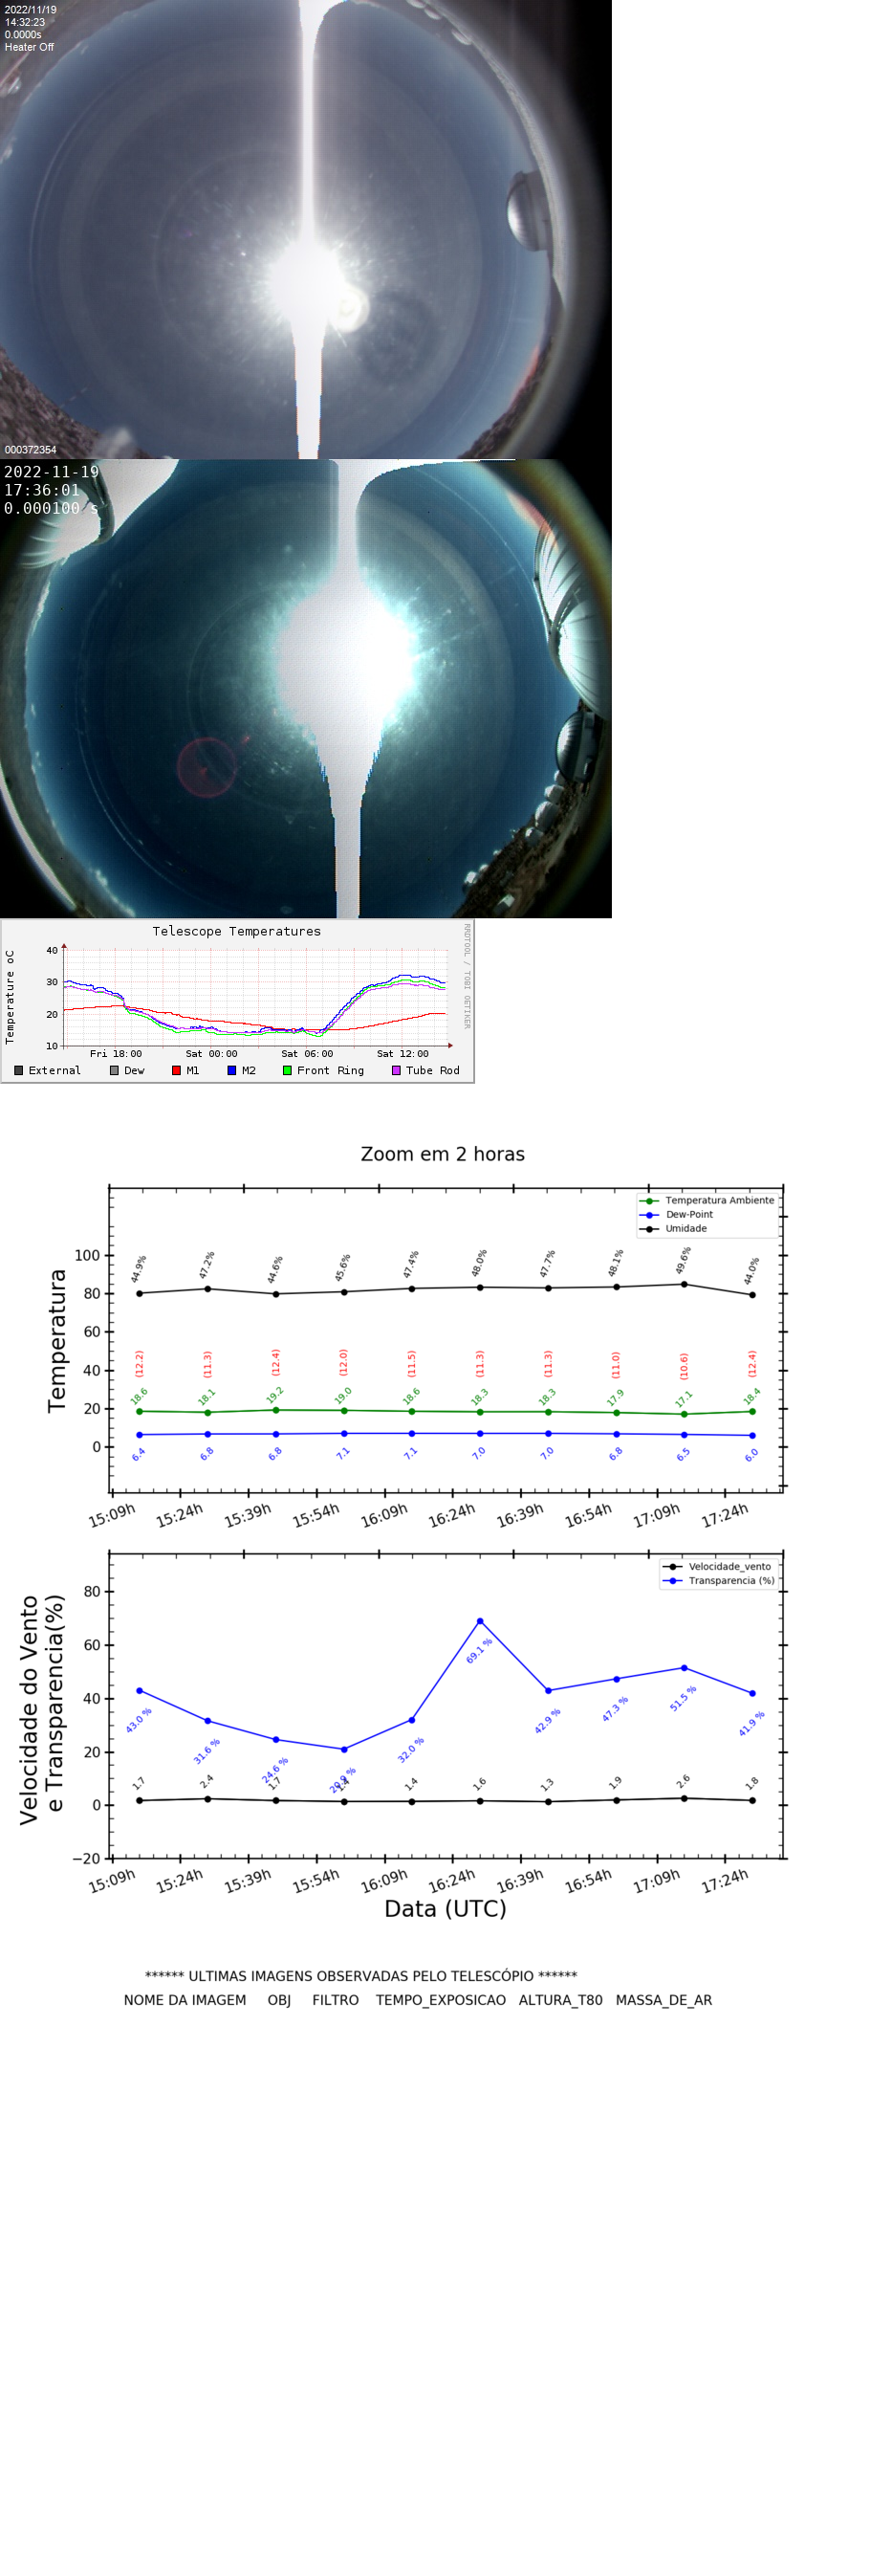 2022/11/19
14:32:23
0.0000s
Heater Off
000372354
2022-11-19
17:36:01
0.000100 s
Telescope Temperatures
RRDTOOL / TOBI OETIKER
Temperature oC
40
30
20
10
Fri 18:00 Sat 00:00 Sat 06:00 Sat 12:00
External Dew M1 M2 Front Ring Tube Rod
Zoom em 2 horas
Temperatura Ambiente
Dew-Point
Umidade
Temperatura
100
80
60
40
20
0
44.9% 47.2% 44.6% 45.6% 47.4% 48.0% 47.7% 48.1% 49.6% 44.0%
(12.2) (11.3) (12.4) (12.0) (11.5) (11.3) (11.3) (11.0) (10.6) (12.4)
18.6 18.1 19.2 19.0 18.6 18.3 18.3 17.9 17.1 18.4
6.4 6.8 6.8 7.1 7.1 7.0 7.0 6.8 6.5 6.0
15:09h 15:24h 15:39h 15:54h 16:09h 16:24h 16:39h 16:54h 17:09h 17:24h
Velocidade_vento
Transparencia (%)
Velocidade do Vento
e Transparencia(%)
80
60
40
20
0
−20
43.0 % 31.6 % 24.6 % 20.9 % 32.0 % 69.1 % 42.9 % 47.3 % 51.5 % 41.9 %
1.7 2.4 1.7 1.4 1.4 1.6 1.3 1.9 2.6 1.8
15:09h 15:24h 15:39h 15:54h 16:09h 16:24h 16:39h 16:54h 17:09h 17:24h
Data (UTC)
****** ULTIMAS IMAGENS OBSERVADAS PELO TELESCÓPIO ******
NOME DA IMAGEM OBJ FILTRO TEMPO_EXPOSICAO ALTURA_T80 MASSA_DE_AR